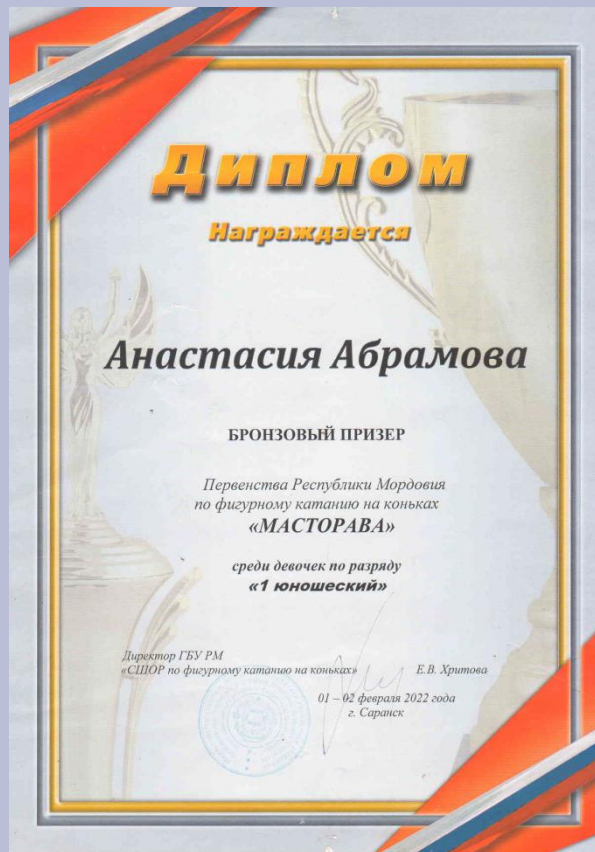 Диплом
Награждается
Анастасия Абрамова
БРОНЗОВЫЙ ПРИЗЕР
Первенства Республики Мордовия
по фигурному катанию на коньках
«МАСТОРАВА»
среди девочек по разряду
«1 юношеский»
Директор ГБУ РМ
«СШОР по фигурному катанию на коньках» Е.В. Хритова
01 – 02 февраля 2022 года
г. Саранск